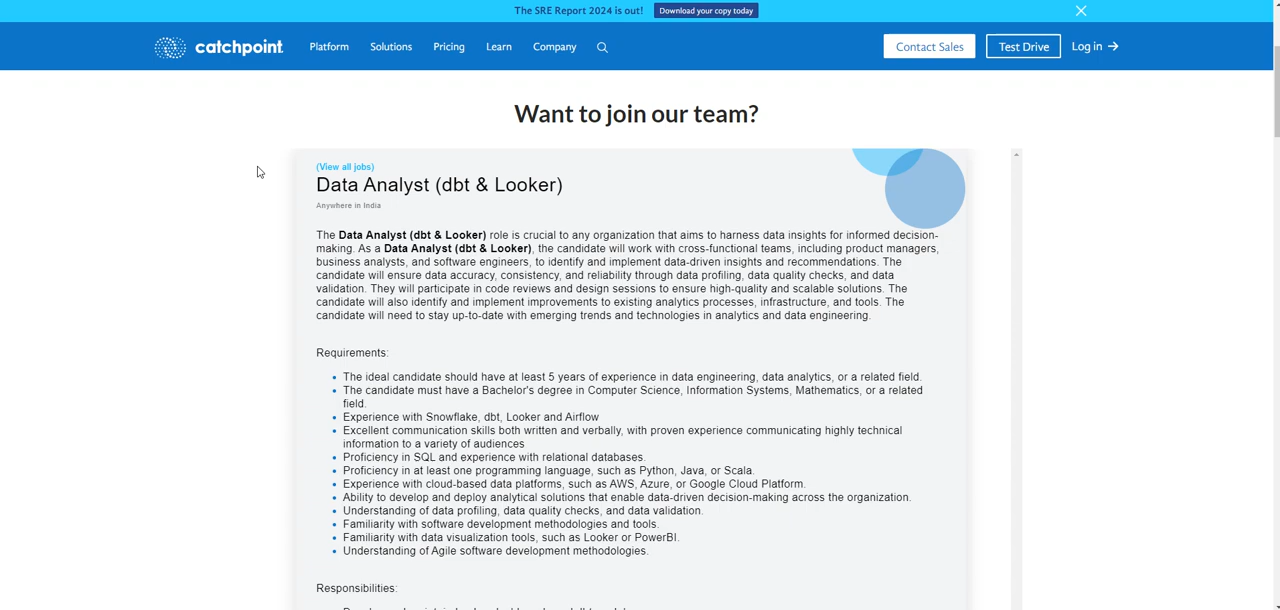 The SRE Report 2024 is out! Download your copy today
catchpoint Platform Solutions Pricing Learn Company Contact Sales Test Drive Log in →
Want to join our team?
(View all jobs)
Data Analyst (dbt & Looker)
Anywhere in India
The Data Analyst (dbt & Looker) role is crucial to any organization that aims to harness data insights for informed decision-
making. As a Data Analyst (dbt & Looker), the candidate will work with cross-functional teams, including product managers,
business analysts, and software engineers, to identify and implement data-driven insights and recommendations. The
candidate will ensure data accuracy, consistency, and reliability through data profiling, data quality checks, and data
validation. They will participate in code reviews and design sessions to ensure high-quality and scalable solutions. The
candidate will also identify and implement improvements to existing analytics processes, infrastructure, and tools. The
candidate will need to stay up-to-date with emerging trends and technologies in analytics and data engineering.
Requirements:
• The ideal candidate should have at least 5 years of experience in data engineering, data analytics, or a related field.
• The candidate must have a Bachelor's degree in Computer Science, Information Systems, Mathematics, or a related
field.
• Experience with Snowflake, dbt, Looker and Airflow
• Excellent communication skills both written and verbally, with proven experience communicating highly technical
information to a variety of audiences
• Proficiency in SQL and experience with relational databases.
• Proficiency in at least one programming language, such as Python, Java, or Scala.
• Experience with cloud-based data platforms, such as AWS, Azure, or Google Cloud Platform.
• Ability to develop and deploy analytical solutions that enable data-driven decision-making across the organization.
• Understanding of data profiling, data quality checks, and data validation.
• Familiarity with software development methodologies and tools.
• Familiarity with data visualization tools, such as Looker or PowerBI.
• Understanding of Agile software development methodologies.
Responsibilities: